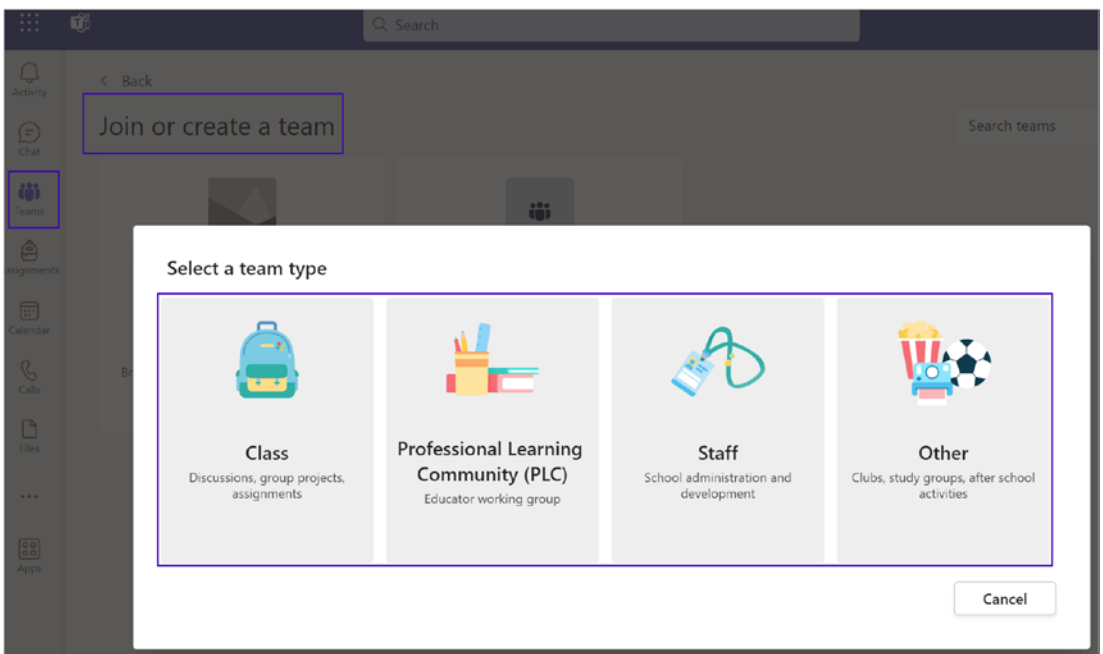 Search
Activity
Chat
Teams
ssignments
Calendar
Calls
Files
Apps
Back
Join or create a team
Search teams
Br
Select a team type
Class
Discussions, group projects,
assignments
Professional Learning
Community (PLC)
Educator working group
Staff
School administration and
development
Other
Clubs, study groups, after school
activities
Cancel